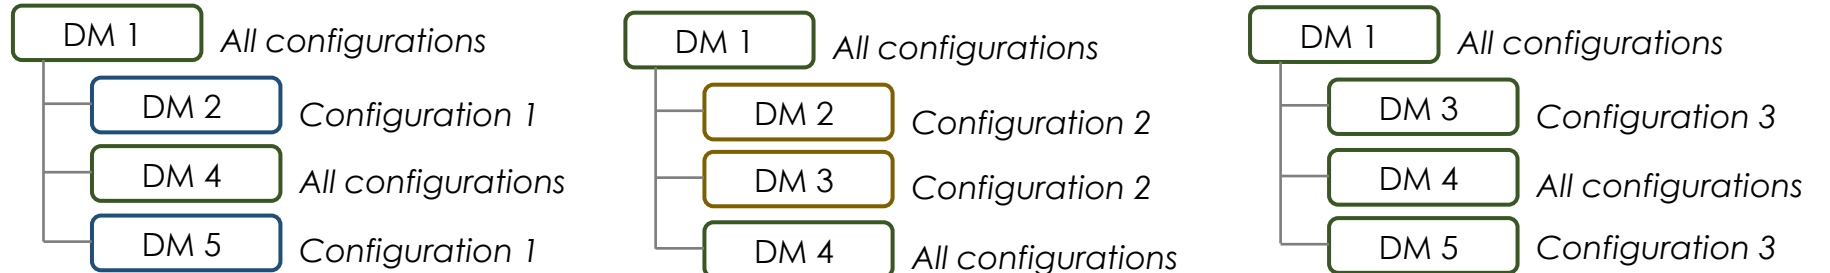 DM 1 All configurations
DM 2 Configuration 1
DM 4 All configurations
DM 5 Configuration 1
DM 1 All configurations
DM 2 Configuration 2
DM 3 Configuration 2
DM 4 All configurations
DM 1 All configurations
DM 3 Configuration 3
DM 4 All configurations
DM 5 Configuration 3